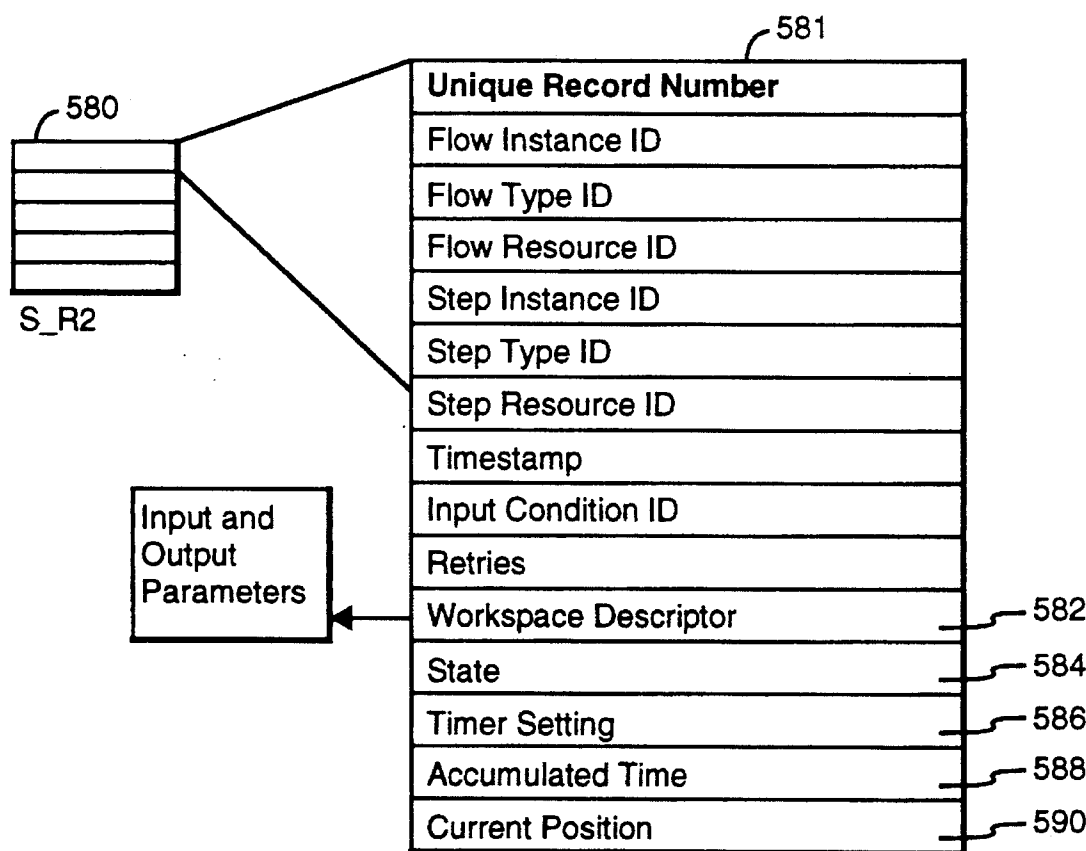 581
Unique Record Number
580
Flow Instance ID
Flow Type ID
Flow Resource ID
Step Instance ID
S_R2
Step Type ID
Step Resource ID
Timestamp
Input and
Output
Parameters
Input Condition ID
Retries
Workspace Descriptor
582
State
584
Timer Setting
586
Accumulated Time
588
Current Position
590